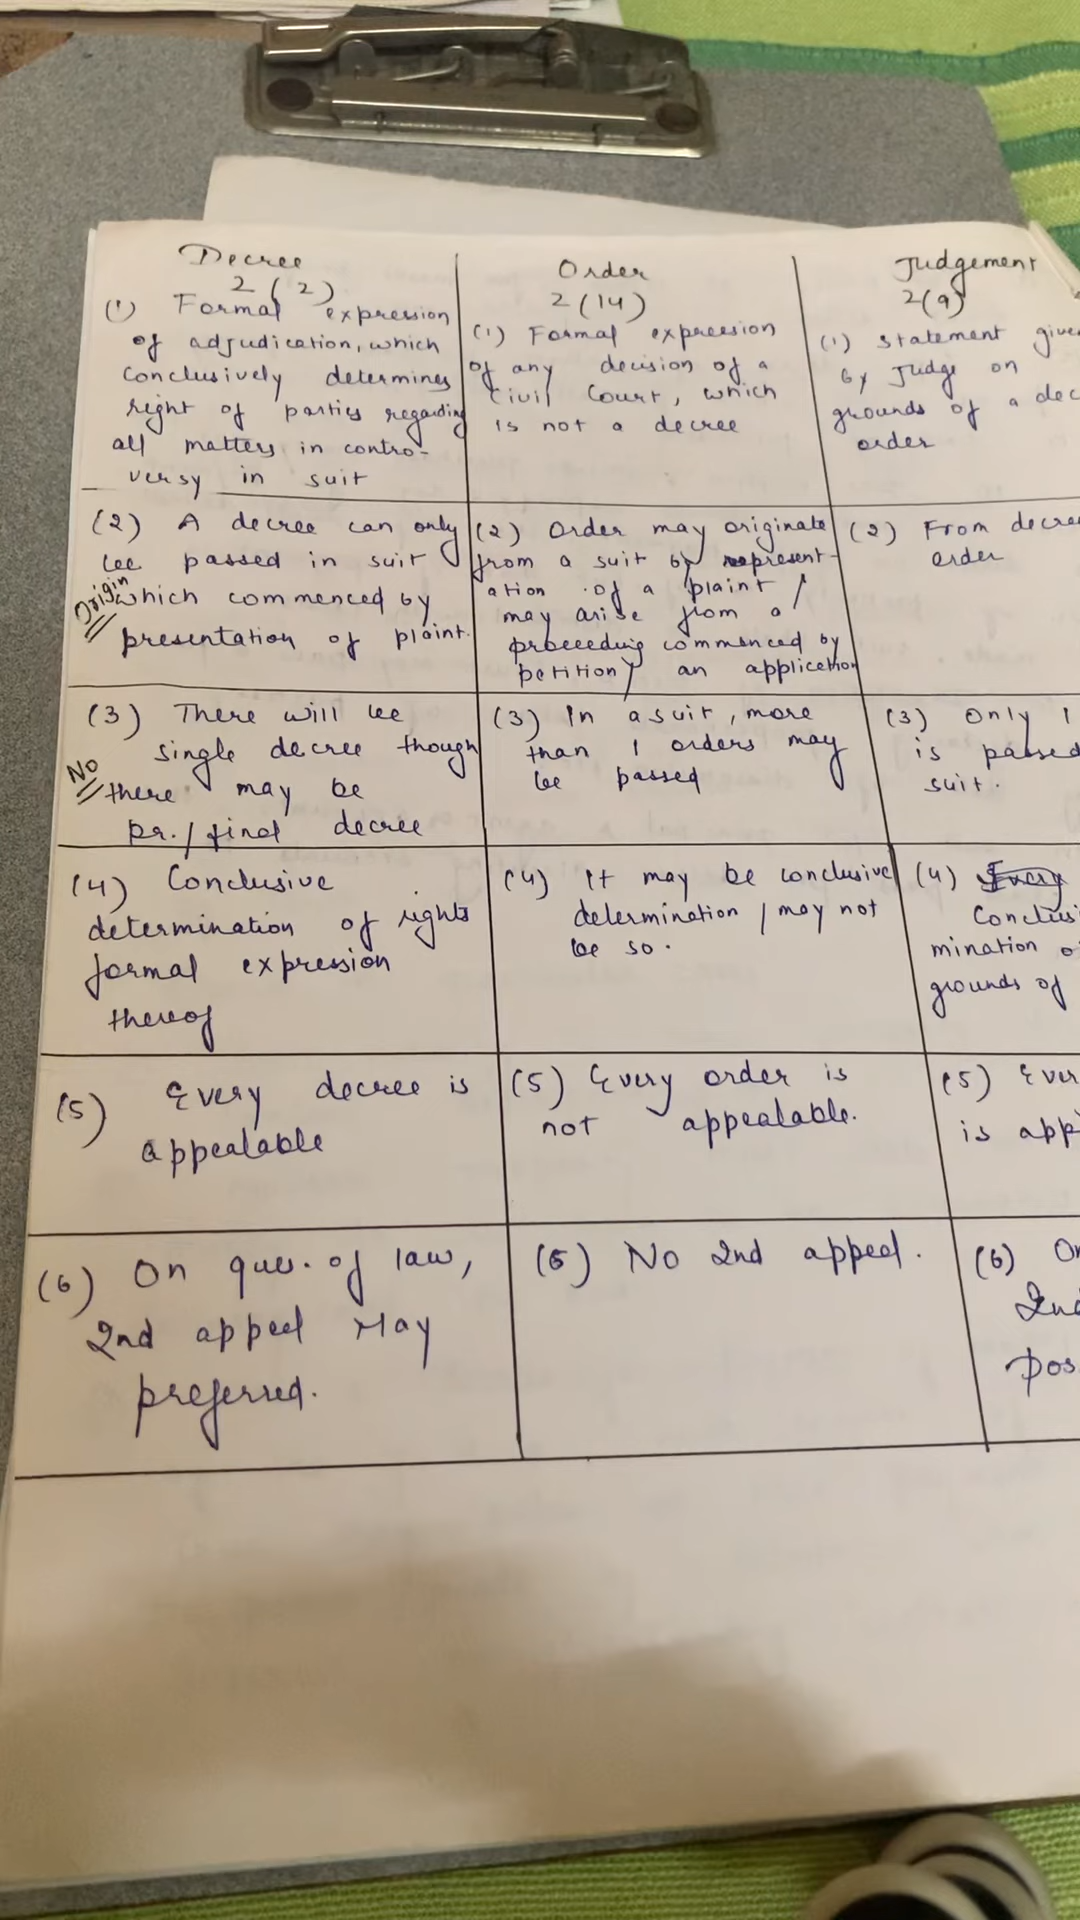 Decree
2 (2)
(1) Formal expression
of adjudication, which
conclusively determines
right of parties regarding
all matters in contro-
versy in suit
Order
2 (14)
(1) Formal expression
of any decision of a
civil Court, which
is not a decree
Judgement
2(9)
(1) statement give
by Judge on
grounds of a dec
order
(2) A decree can only
be passed in suit
Origin
which commenced by
presentation of plaint.
(2) Order may originate
from a suit by represent-
ation of a plaint /
may arise from a
proceeding commenced by
petition / an application
(2) From decre
order
(3) There will be
single decree though
No
there may be
pr. / final decree
(3) In a suit, more
than 1 orders may
be passed
(3) Only 1
is passed
suit.
(4) Conclusive
determination of rights
formal expression
thereof
(4) It may be conclusive
determination / may not
be so.
(4) Every
Conclusi
mination o
grounds of
(5) Every decree is
appealable
(5) Every order is
not appealable.
(5) Ever
is app
(6) On ques. of law,
2nd appeal May
preferred.
(6) No 2nd appeal.
(6) On
2nd
pos